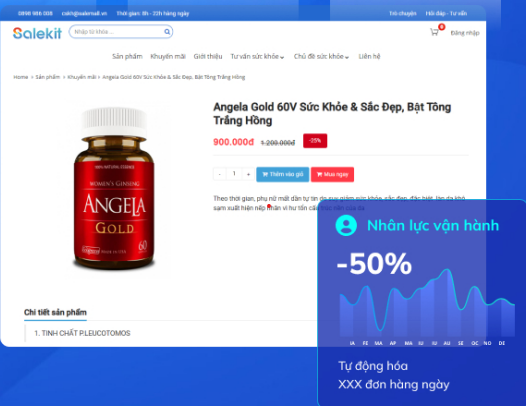 0898 986 008 cskh@salemall.vn Thời gian: 8h - 22h hàng ngày Trò chuyện Hỏi đáp - Tư vấn
Salekit Nhập từ khóa... 0 Đăng nhập
Sản phẩm Khuyến mãi Giới thiệu Tư vấn sức khỏe Chủ đề sức khỏe Liên hệ
Home > Sản phẩm > Khuyến mãi > Angela Gold 60V Sức Khỏe & Sắc Đẹp, Bật Tông Trắng Hồng
Angela Gold 60V Sức Khỏe & Sắc Đẹp, Bật Tông
Trắng Hồng
900.000đ 1.200.000đ -25%
- 1 + Thêm vào giỏ Mua ngay
Theo thời gian, phụ nữ mất dần tự tin do suy giảm sức khỏe, sắc đẹp, đặc biệt, làn da khô
sạm xuất hiện nếp nhăn vì hư tổn
WOMEN'S GINSENG
ANGELA
GOLD
60
Nhân lực vận hành
-50%
IA FE MA AP MA IU IU AU SE OC NO DE
Tự động hóa
XXX đơn hàng ngày
Chi tiết sản phẩm
1. TINH CHẤT P.LEUCOTOMOS